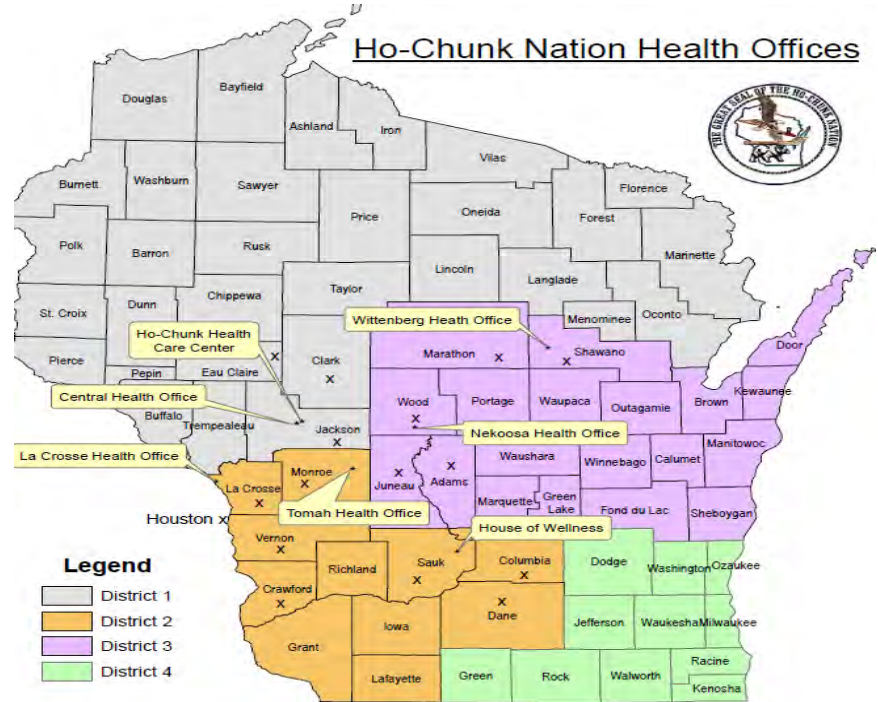 Ho-Chunk Nation Health Offices
THE GREAT SEAL OF THE HO-CHUNK NATION
Douglas
Bayfield
Ashland
Iron
Vilas
Burnett
Washburn
Sawyer
Price
Oneida
Forest
Florence
Marinette
Polk
Barron
Rusk
Lincoln
Langlade
Taylor
Chippewa
Dunn
St. Croix
Oconto
Menominee
Ho-Chunk Health
Care Center
Wittenberg Heath Office
Door
Pierce
Pepin
Eau Claire
X
Clark
X
Marathon
X
Shawano
X
Central Health Office
Buffalo
Trempealeau
Jackson
X
Wood
X
Portage
Waupaca
Outagamie
Brown
Kewaunee
Nekoosa Health Office
La Crosse Health Office
La Crosse
X
Monroe
X
Juneau
X
Adams
X
Waushara
Winnebago
Calumet
Manitowoc
Houston x
Tomah Health Office
Marquette
Green
Lake
Fond du Lac
Sheboygan
House of Wellness
Vernon
X
Richland
Sauk
X
Columbia
X
Dodge
Washington
Ozaukee
Crawford
X
Dane
X
Iowa
Grant
Lafayette
Jefferson
Waukesha
Milwaukee
Green
Rock
Walworth
Racine
Kenosha
Legend
District 1
District 2
District 3
District 4